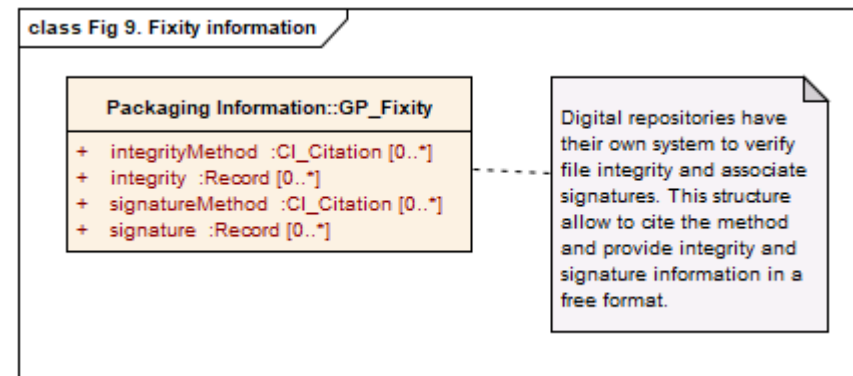 class Fig 9. Fixity information
Packaging Information::GP_Fixity
+ integrityMethod :CI_Citation [0..*]
+ integrity :Record [0..*]
+ signatureMethod :CI_Citation [0..*]
+ signature :Record [0..*]
Digital repositories have
their own system to verify
file integrity and associate
signatures. This structure
allow to cite the method
and provide integrity and
signature information in a
free format.